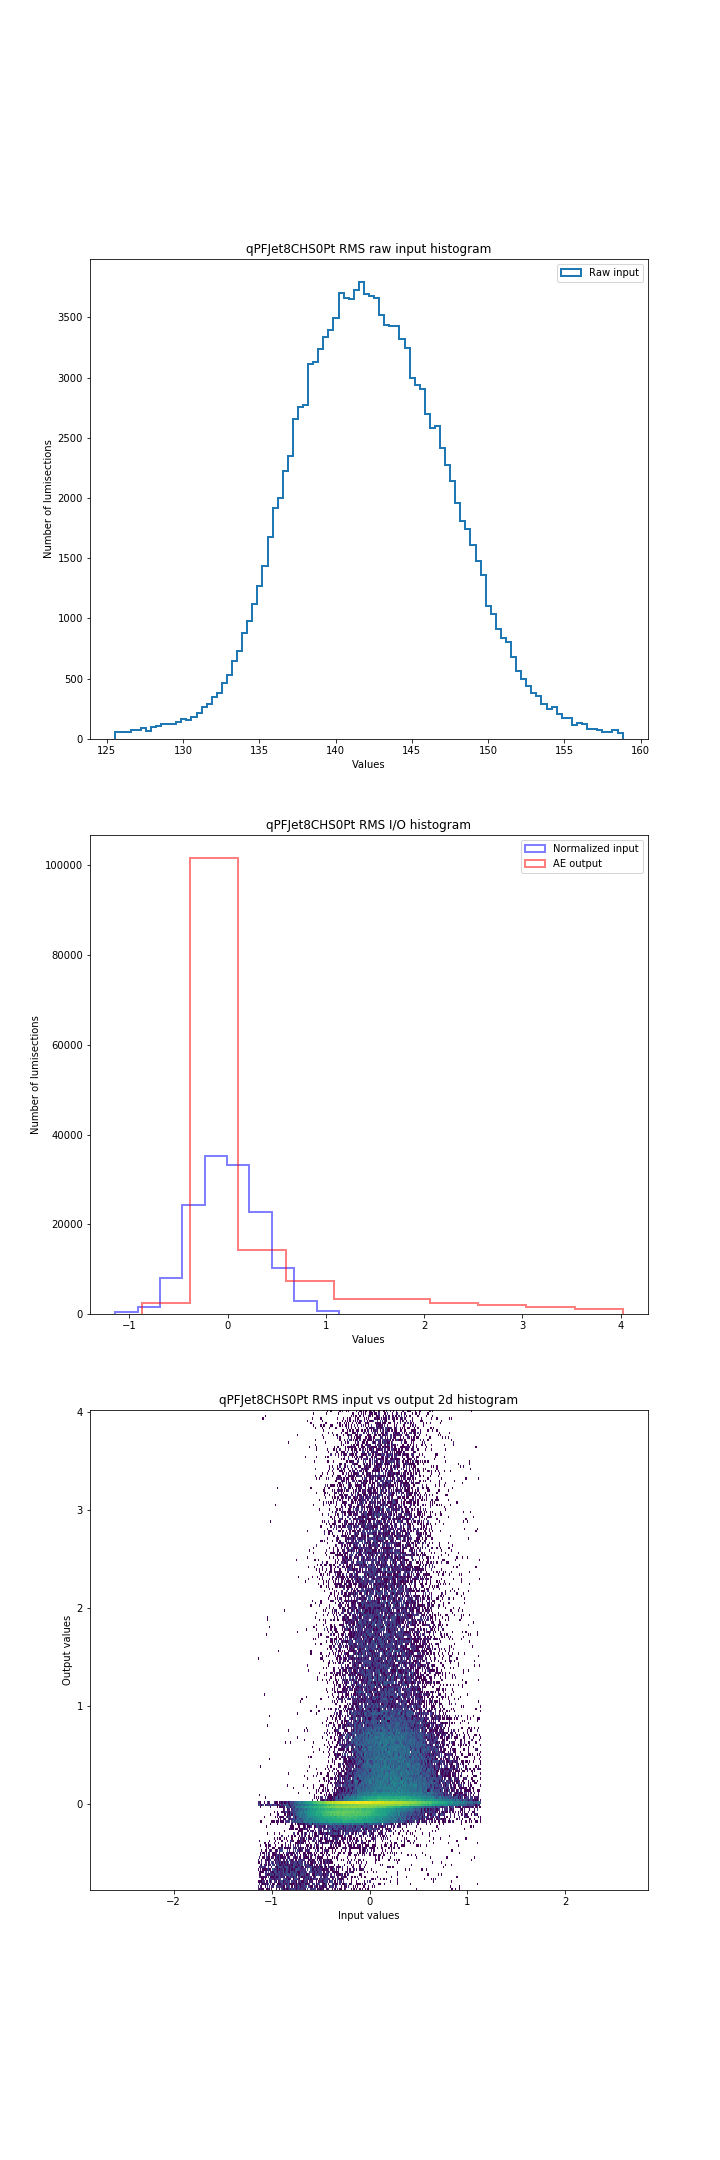 qPFJet8CHS0Pt RMS raw input histogram
Raw input
3500
3000
2500
2000
1500
1000
500
0
Number of lumisections
125 130 135 140 145 150 155 160
Values
qPFJet8CHS0Pt RMS I/O histogram
Normalized input
AE output
100000
80000
60000
40000
20000
0
Number of lumisections
−1 0 1 2 3 4
Values
qPFJet8CHS0Pt RMS input vs output 2d histogram
4
3
2
1
0
Output values
−2 −1 0 1 2
Input values